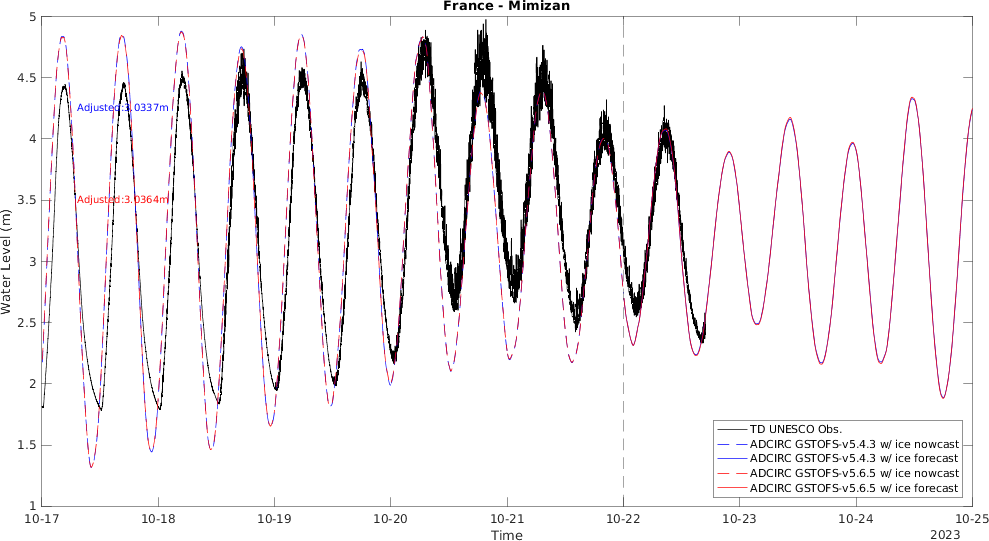 France - Mimizan
5
4.5
4
3.5
3
2.5
2
1.5
1
Water Level (m)
Adjusted:3.0337m
Adjusted:3.0364m
TD UNESCO Obs.
ADCIRC GSTOFS-v5.4.3 w/ ice nowcast
ADCIRC GSTOFS-v5.4.3 w/ ice forecast
ADCIRC GSTOFS-v5.6.5 w/ ice nowcast
ADCIRC GSTOFS-v5.6.5 w/ ice forecast
10-17 10-18 10-19 10-20 10-21 10-22 10-23 10-24 10-25
Time
2023